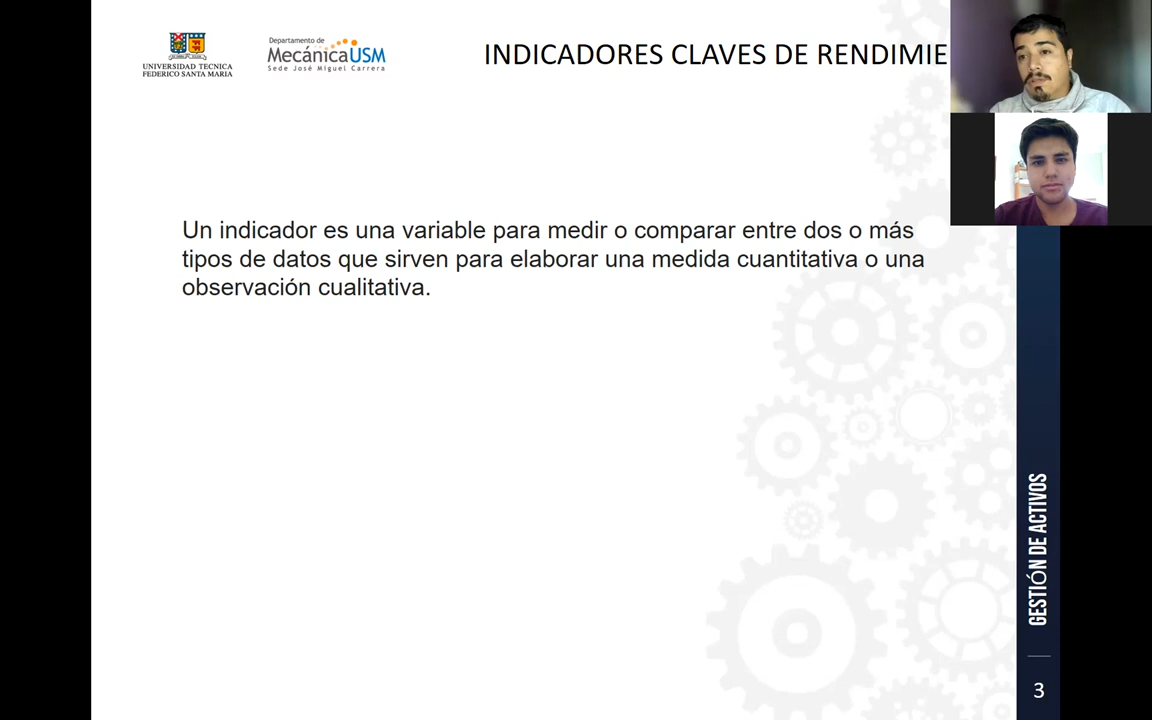 UNIVERSIDAD TECNICA
FEDERICO SANTA MARIA
Departamento de
MecánicaUSM
Sede José Miguel Carrera
INDICADORES CLAVES DE RENDIMIE
Un indicador es una variable para medir o comparar entre dos o más
tipos de datos que sirven para elaborar una medida cuantitativa o una
observación cualitativa.
GESTIÓN DE ACTIVOS
3